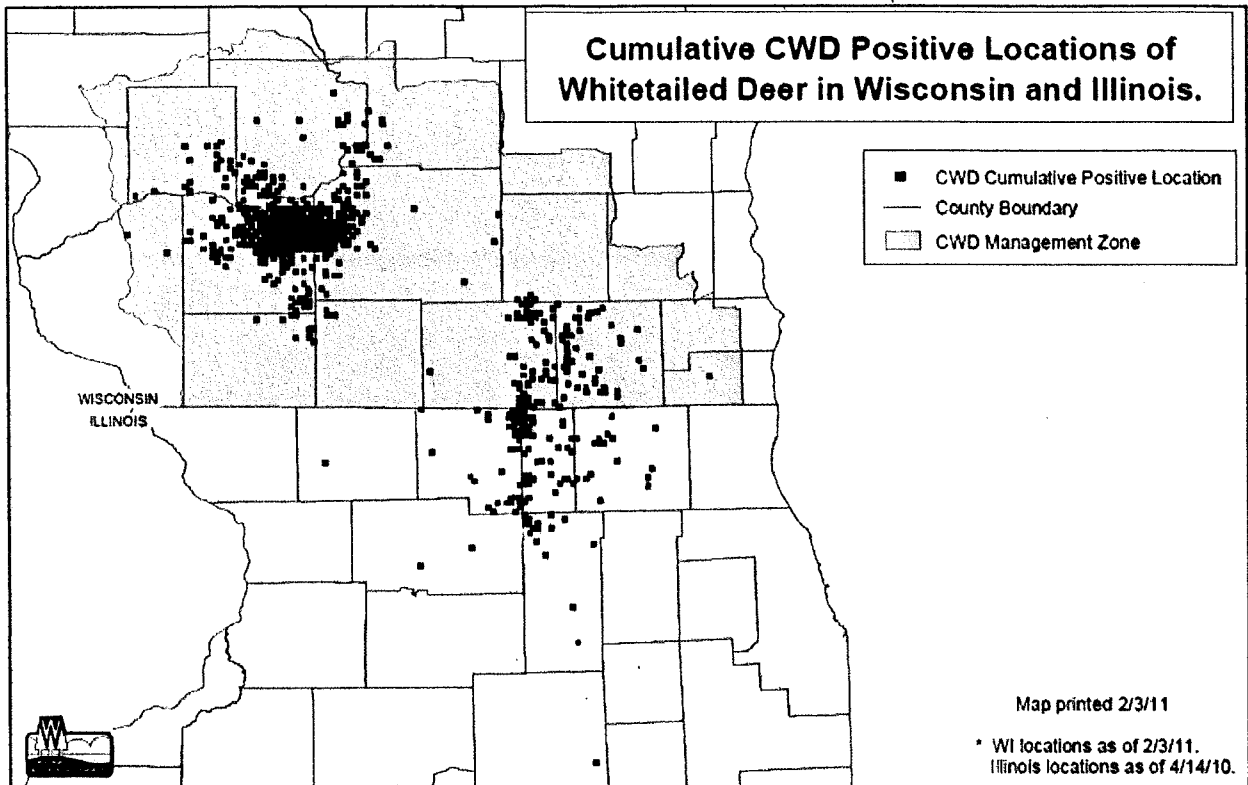 Cumulative CWD Positive Locations of
Whitetailed Deer in Wisconsin and Illinois.
CWD Cumulative Positive Location
County Boundary
CWD Management Zone
WISCONSIN
ILLINOIS
W
Map printed 2/3/11
* WI locations as of 2/3/11.
Illinois locations as of 4/14/10.